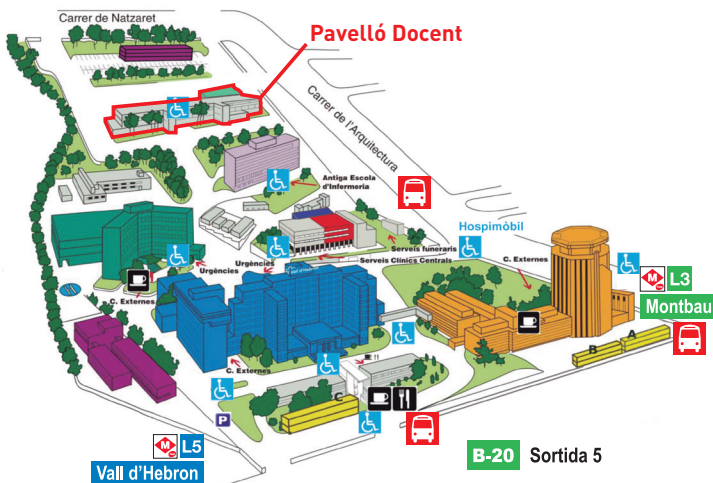 Carrer de Natzaret
Pavelló Docent
Carrer de l'Arquitectura
Antiga Escola
d'Infermeria
Hospimòbil
Serveis funeraris
Serveis Clínics Centrals
Urgències
Urgències
C. Externes
C. Externes
L3
Montbau
A
B
C. Externes
C
P
L5
Vall d'Hebron
B-20 Sortida 5